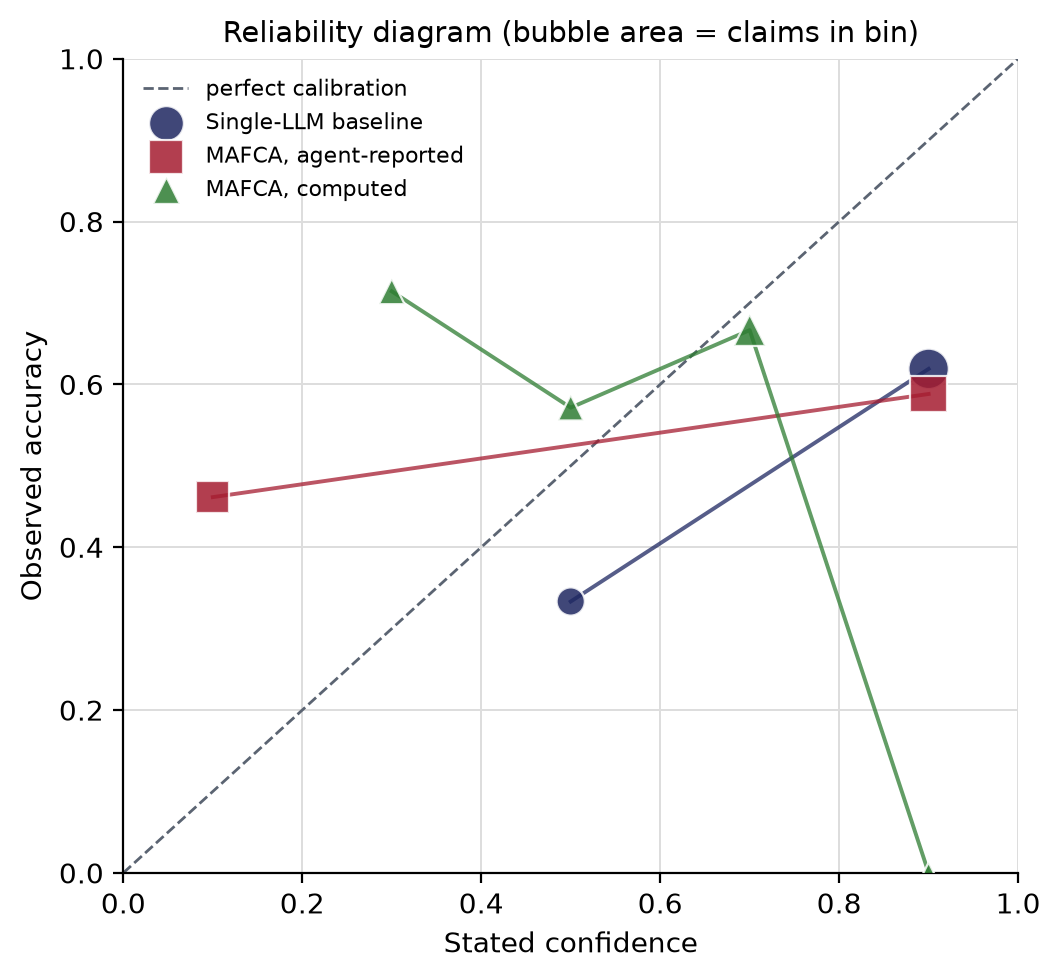 Reliability diagram (bubble area = claims in bin)
1.0
perfect calibration
Single-LLM baseline
MAFCA, agent-reported
MAFCA, computed
0.8
0.6
0.4
0.2
0.0
Observed accuracy
0.0 0.2 0.4 0.6 0.8 1.0
Stated confidence